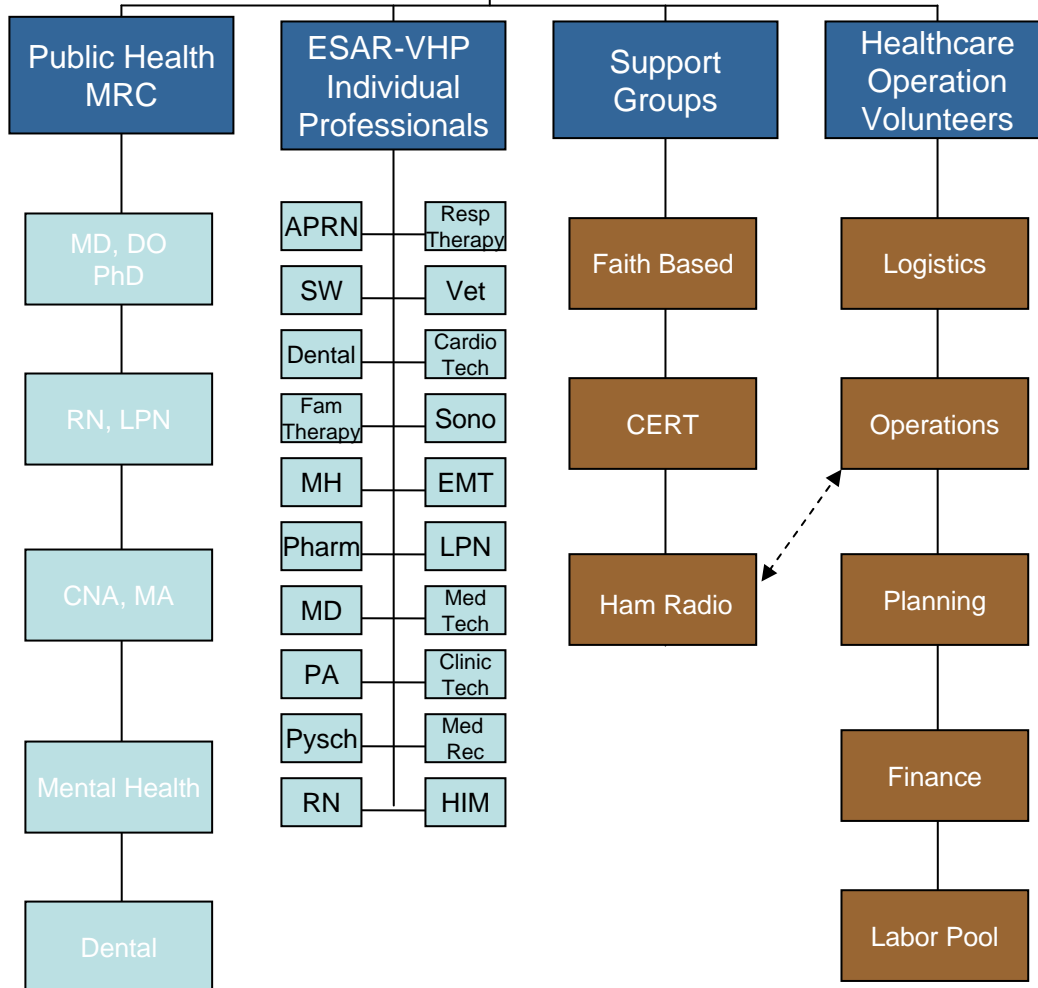 Public Health
MRC
ESAR-VHP
Individual
Professionals
Support
Groups
Healthcare
Operation
Volunteers
MD, DO
PhD
RN, LPN
CNA, MA
Mental Health
Dental
APRN
Resp
Therapy
SW
Vet
Dental
Cardio
Tech
Fam
Therapy
Sono
MH
EMT
Pharm
LPN
MD
Med
Tech
PA
Clinic
Tech
Pysch
Med
Rec
RN
HIM
Faith Based
CERT
Ham Radio
Logistics
Operations
Planning
Finance
Labor Pool